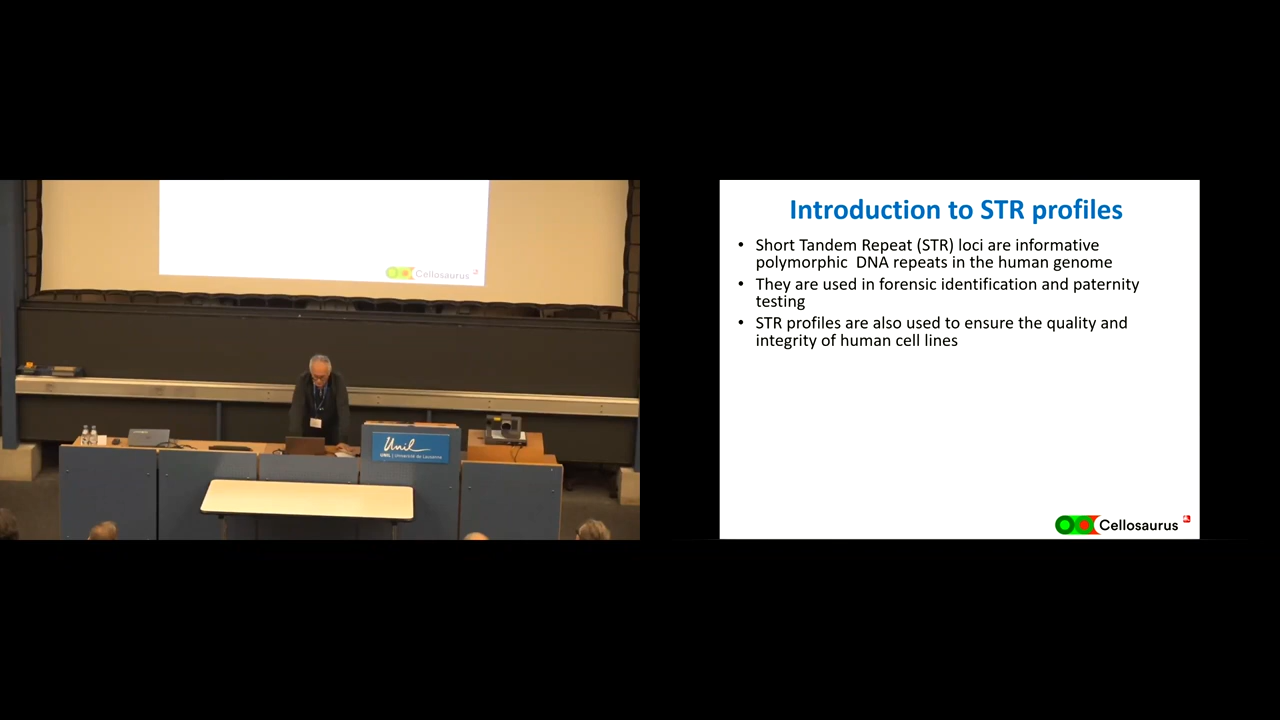 Cellosaurus
Unil
UNIL | Université de Lausanne
Introduction to STR profiles
• Short Tandem Repeat (STR) loci are informative
polymorphic DNA repeats in the human genome
• They are used in forensic identification and paternity
testing
• STR profiles are also used to ensure the quality and
integrity of human cell lines
Cellosaurus